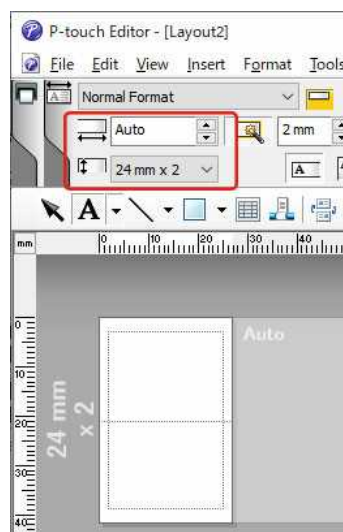 P-touch Editor - [Layout2]
File Edit View Insert Format Tools
A Normal Format
Auto 2 mm
24 mm x 2 A
A
mm 0 10 20 30 40
0
Auto
10
24 mm
x 2
20
30
40